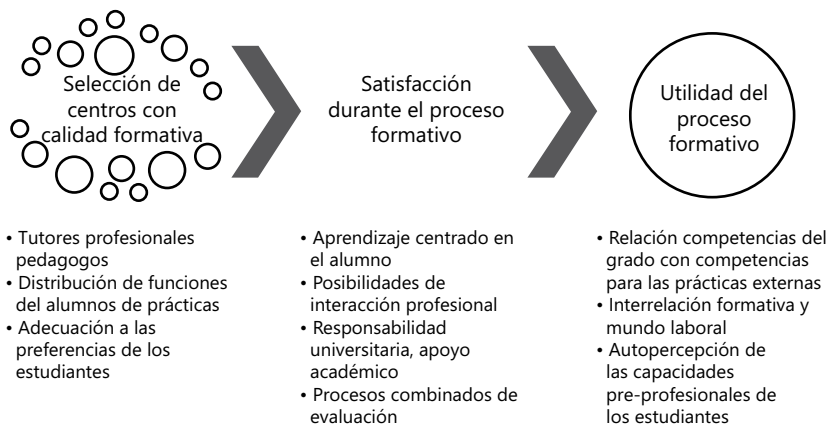 Selección de
centros con
calidad formativa
Satisfacción
durante el proceso
formativo
Utilidad del
proceso
formativo
• Tutores profesionales
pedagogos
• Distribución de funciones
del alumnos de prácticas
• Adecuación a las
preferencias de los
estudiantes
• Aprendizaje centrado en
el alumno
• Posibilidades de
interacción profesional
• Responsabilidad
universitaria, apoyo
académico
• Procesos combinados de
evaluación
• Relación competencias del
grado con competencias
para las prácticas externas
• Interrelación formativa y
mundo laboral
• Autopercepción de
las capacidades
pre-profesionales de
los estudiantes